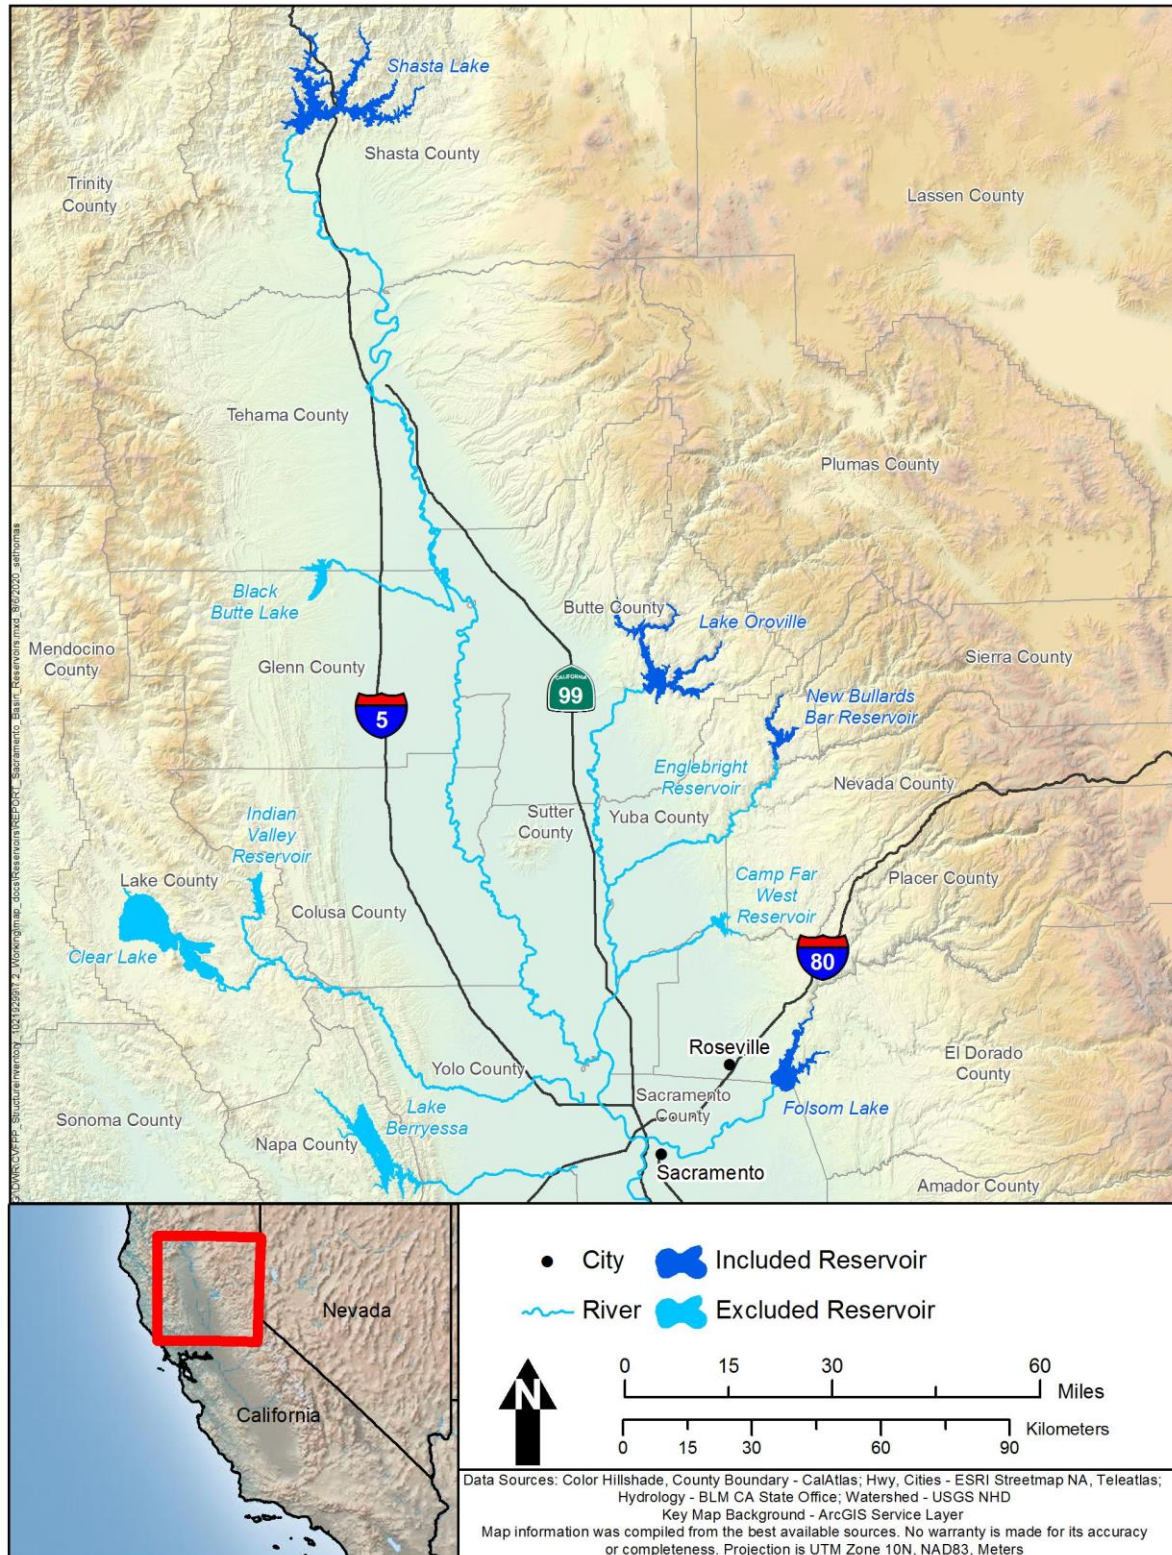 Shasta Lake
Shasta County
Trinity
County
Lassen County
Tehama County
Plumas County
Black
Butte Lake
Butte County
Lake Oroville
Mendocino
County
Glenn County
Sierra County
CALIFORNIA
99
5
New Bullards
Bar Reservoir
Englebright
Reservoir
Nevada County
Indian
Valley
Reservoir
Sutter
County
Yuba County
Lake County
Colusa County
Camp Far
West
Reservoir
Placer County
Clear Lake
80
Roseville
Yolo County
El Dorado
County
Sacramento
County
Folsom Lake
Sonoma County
Lake
Berryessa
Napa County
Sacramento
Amador County
Nevada
California
City
Included Reservoir
River
Excluded Reservoir
N
0 15 30 60
Miles
Kilometers
0 15 30 60 90
Data Sources: Color Hillshade, County Boundary - CalAtlas; Hwy, Cities - ESRI Streetmap NA, Teleatlas;
Hydrology - BLM CA State Office; Watershed - USGS NHD
Key Map Background - ArcGIS Service Layer
Map information was compiled from the best available sources. No warranty is made for its accuracy
or completeness. Projection is UTM Zone 10N, NAD83, Meters